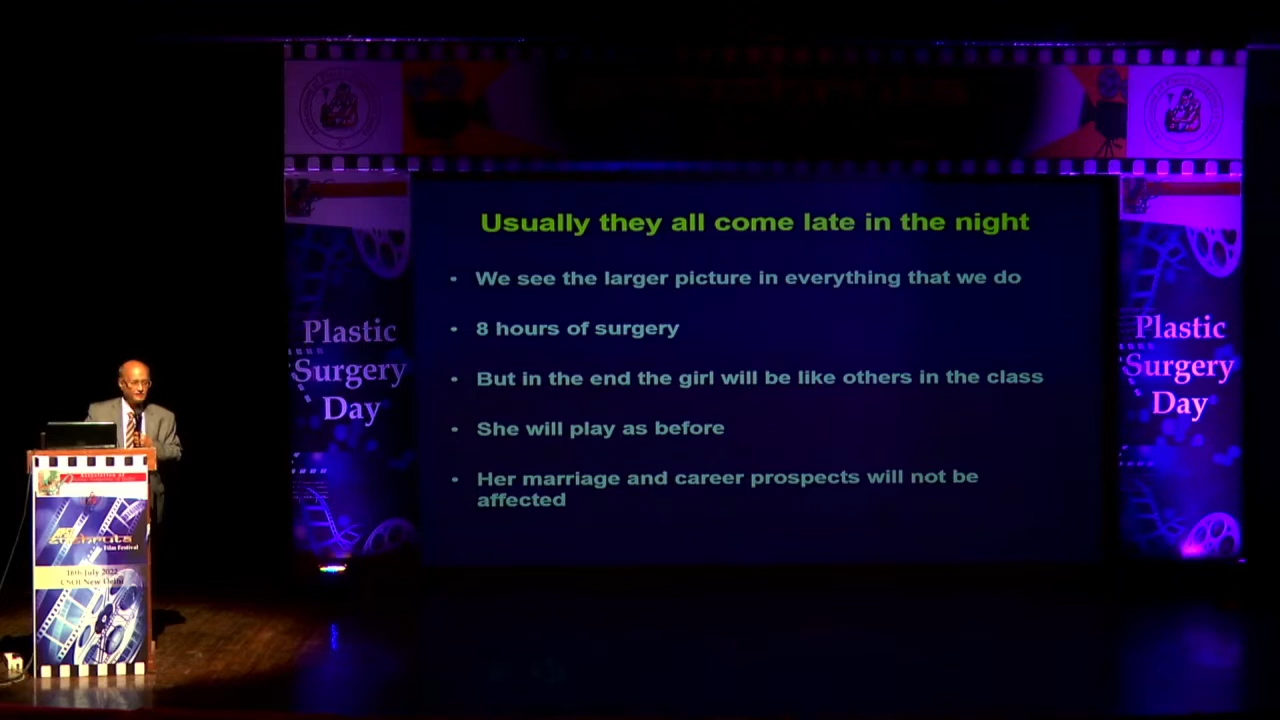 Usually they all come late in the night
• We see the larger picture in everything that we do
• 8 hours of surgery
• But in the end the girl will be like others in the class
• She will play as before
• Her marriage and career prospects will not be
affected
Plastic
Surgery
Day
Plastic
Surgery
Day
sushruta
Film Festival
16th July 2022
CSOI New Delhi